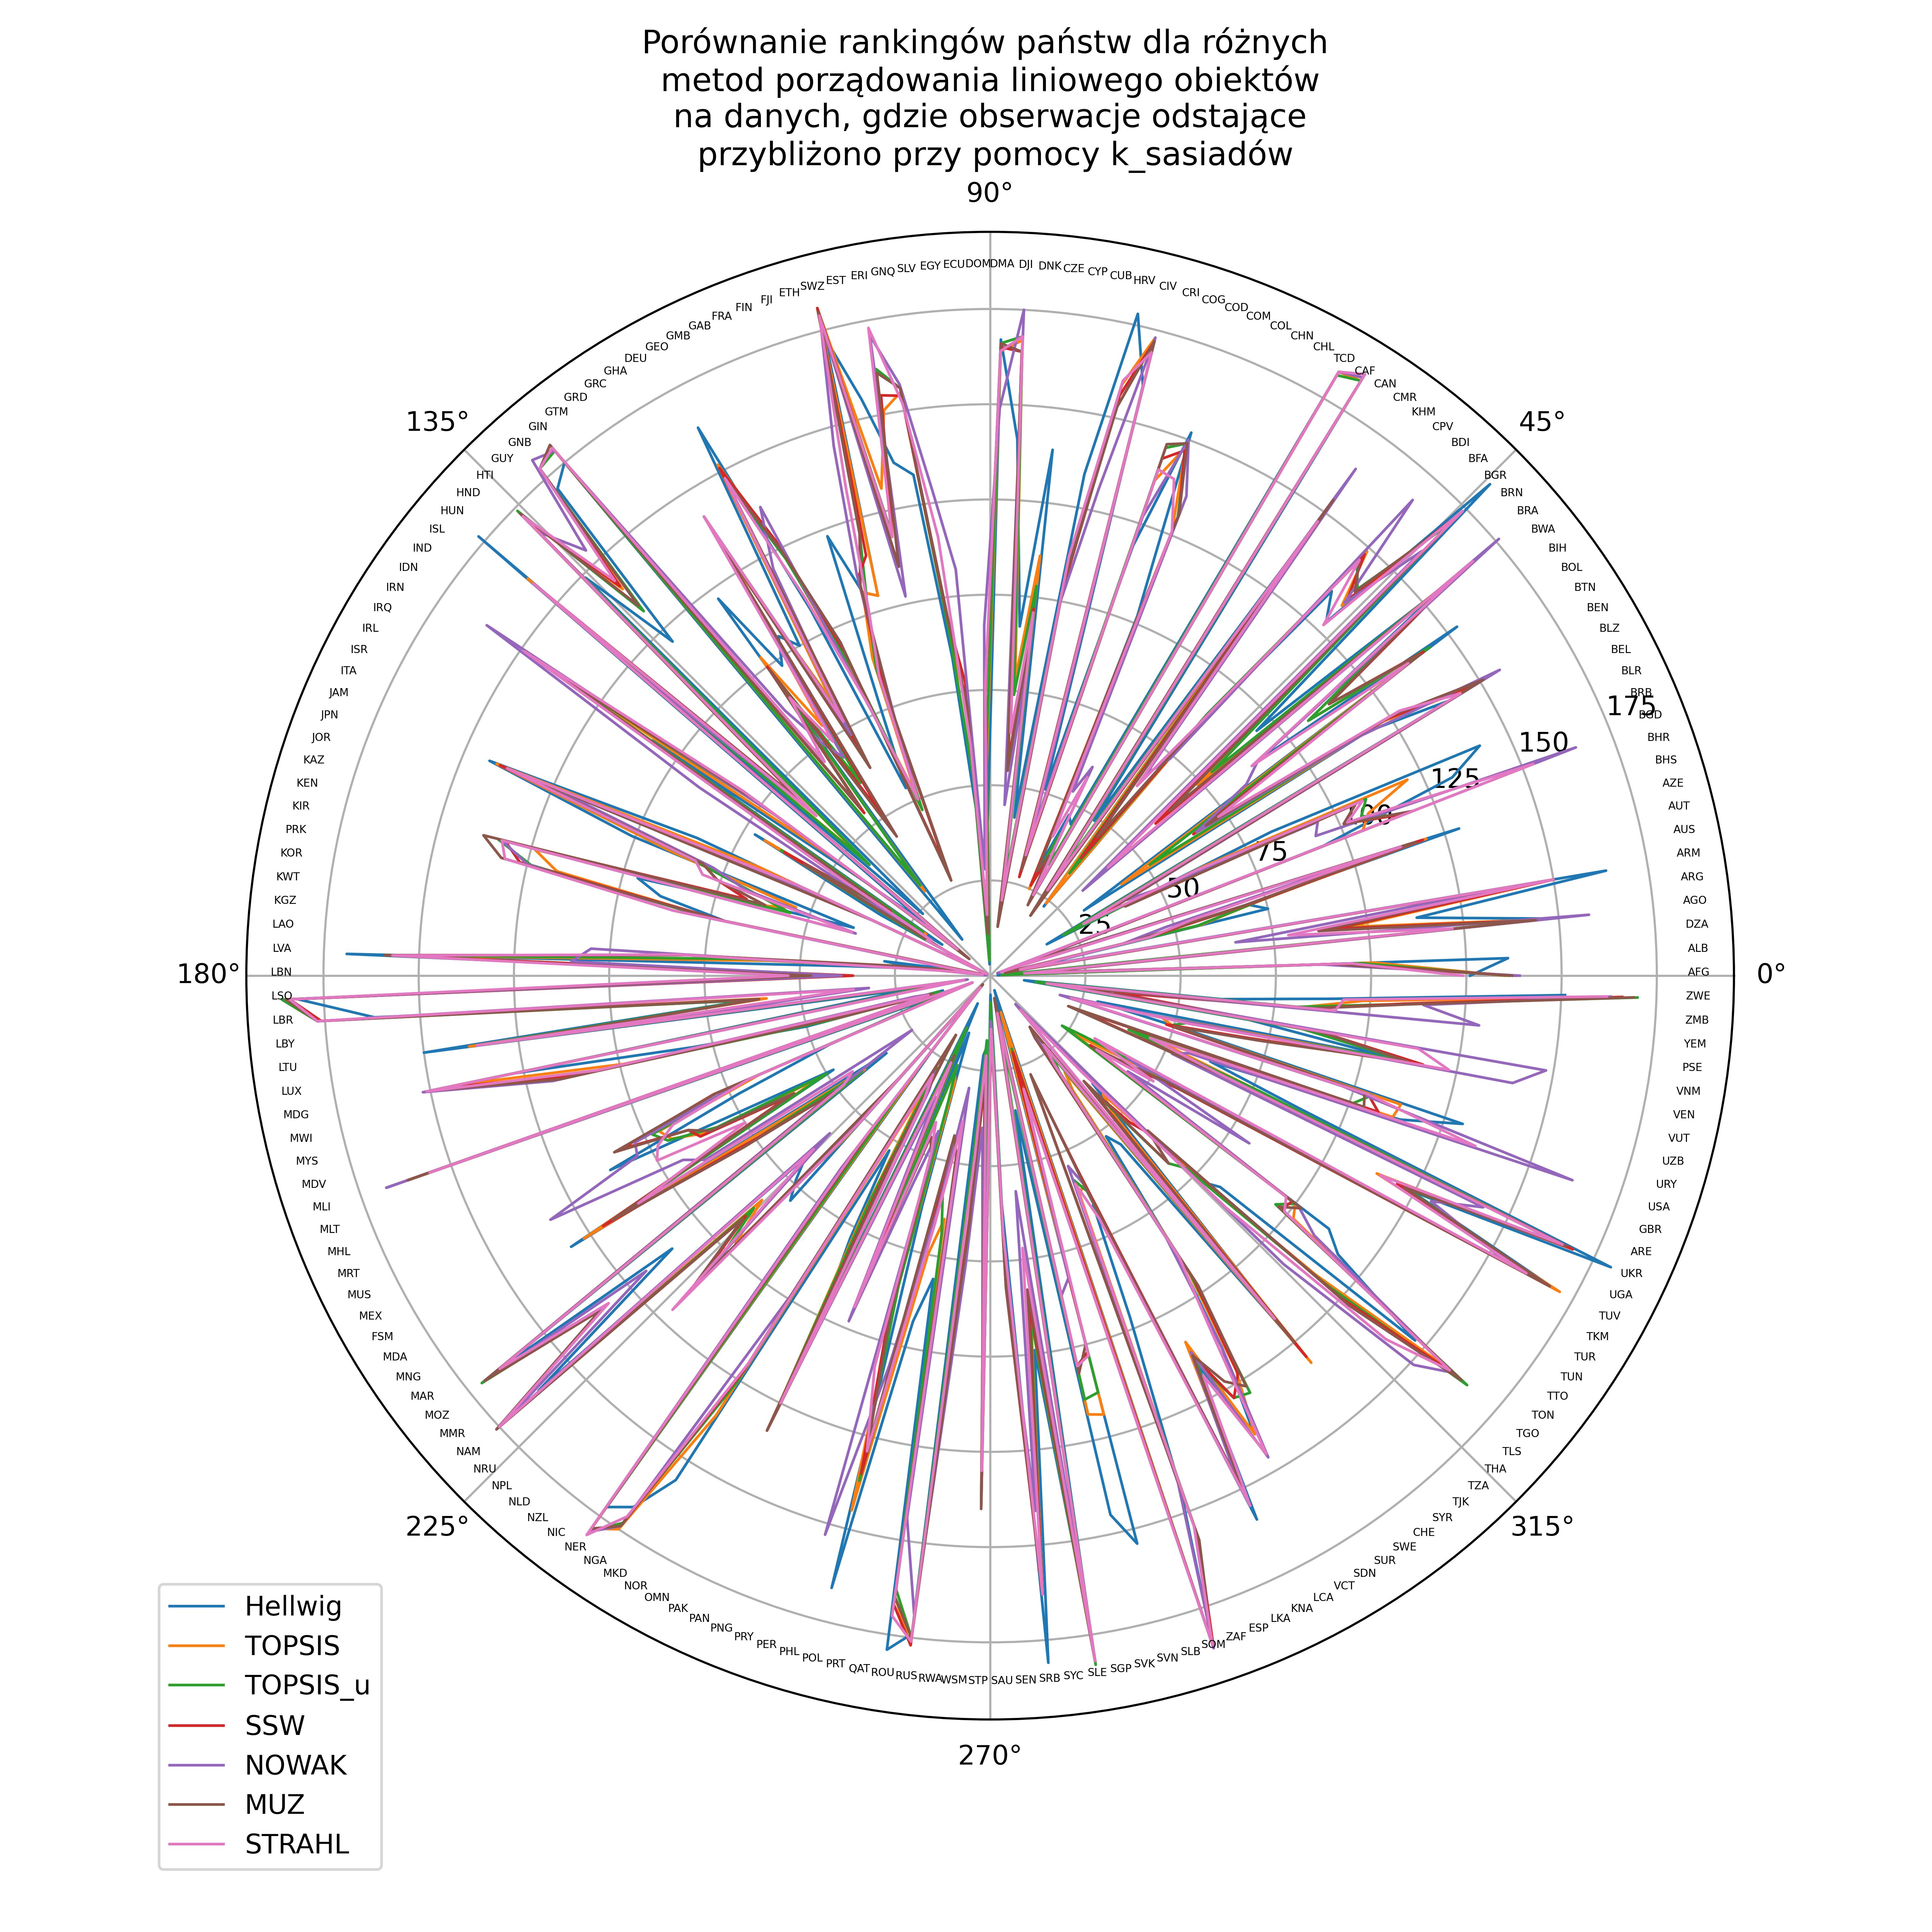 Porównanie rankingów państw dla różnych
metod porządowania liniowego obiektów
na danych, gdzie obserwacje odstające
przybliżono przy pomocy k_sasiadów
90°
45°
0°
315°
270°
225°
180°
135°
25
50
75
100
125
150
175
AFG
ALB
DZA
AGO
ARG
ARM
AUS
AUT
AZE
BHS
BHR
BGD
BRB
BLR
BEL
BLZ
BEN
BTN
BOL
BIH
BWA
BRA
BRN
BGR
BFA
BDI
CPV
KHM
CMR
CAN
CAF
TCD
CHL
CHN
COL
COM
COD
COG
CRI
CIV
HRV
CUB
CYP
CZE
DNK
DJI
DMA
DOM
ECU
EGY
SLV
GNQ
ERI
EST
SWZ
ETH
FJI
FIN
FRA
GAB
GMB
GEO
DEU
GHA
GRC
GRD
GTM
GIN
GNB
GUY
HTI
HND
HUN
ISL
IND
IDN
IRN
IRQ
IRL
ISR
ITA
JAM
JPN
JOR
KAZ
KEN
KIR
PRK
KOR
KWT
KGZ
LAO
LVA
LBN
LSO
LBR
LBY
LTU
LUX
MDG
MWI
MYS
MDV
MLI
MLT
MHL
MRT
MUS
MEX
FSM
MDA
MNG
MAR
MOZ
MMR
NAM
NRU
NPL
NLD
NZL
NIC
NER
NGA
MKD
NOR
OMN
PAK
PAN
PNG
PRY
PER
PHL
POL
PRT
QAT
ROU
RUS
RWA
WSM
STP
SAU
SEN
SRB
SYC
SLE
SGP
SVK
SVN
SLB
SOM
ZAF
ESP
LKA
KNA
LCA
VCT
SDN
SUR
SWE
CHE
SYR
TJK
TZA
THA
TLS
TGO
TON
TTO
TUN
TUR
TKM
TUV
UGA
UKR
ARE
GBR
USA
URY
UZB
VUT
VEN
VNM
PSE
YEM
ZMB
ZWE
Hellwig
TOPSIS
TOPSIS_u
SSW
NOWAK
MUZ
STRAHL